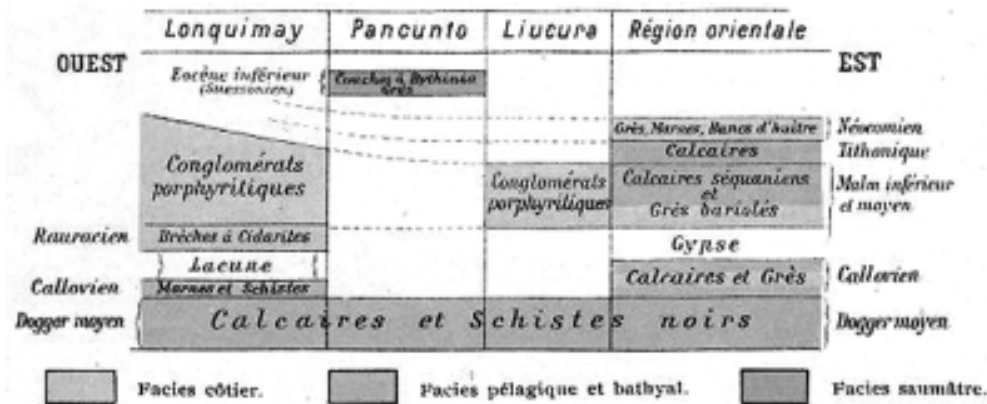 Lonquimay Pancunto Liucura Région orientale
OUEST EST
Eocène inférieur
(Suessonien)
Couches à Bythinia
Grès
Grès, Marnes, Bancs d'huître
Néocomien
Calcaires
Tithonique
Conglomérats
porphyritiques
Conglomérats
porphyritiques
Calcaires séquaniens
et
Grès bariolés
Malm inférieur
et moyen
Rauracien
Brèches à Cidarites
Gypse
Lacune
Callovien
Marnes et Schistes
Calcaires et Grès
Callovien
Dogger moyen
Calcaires et Schistes noirs
Dogger moyen
Facies côtier. Facies pélagique et bathyal. Facies saumâtre.